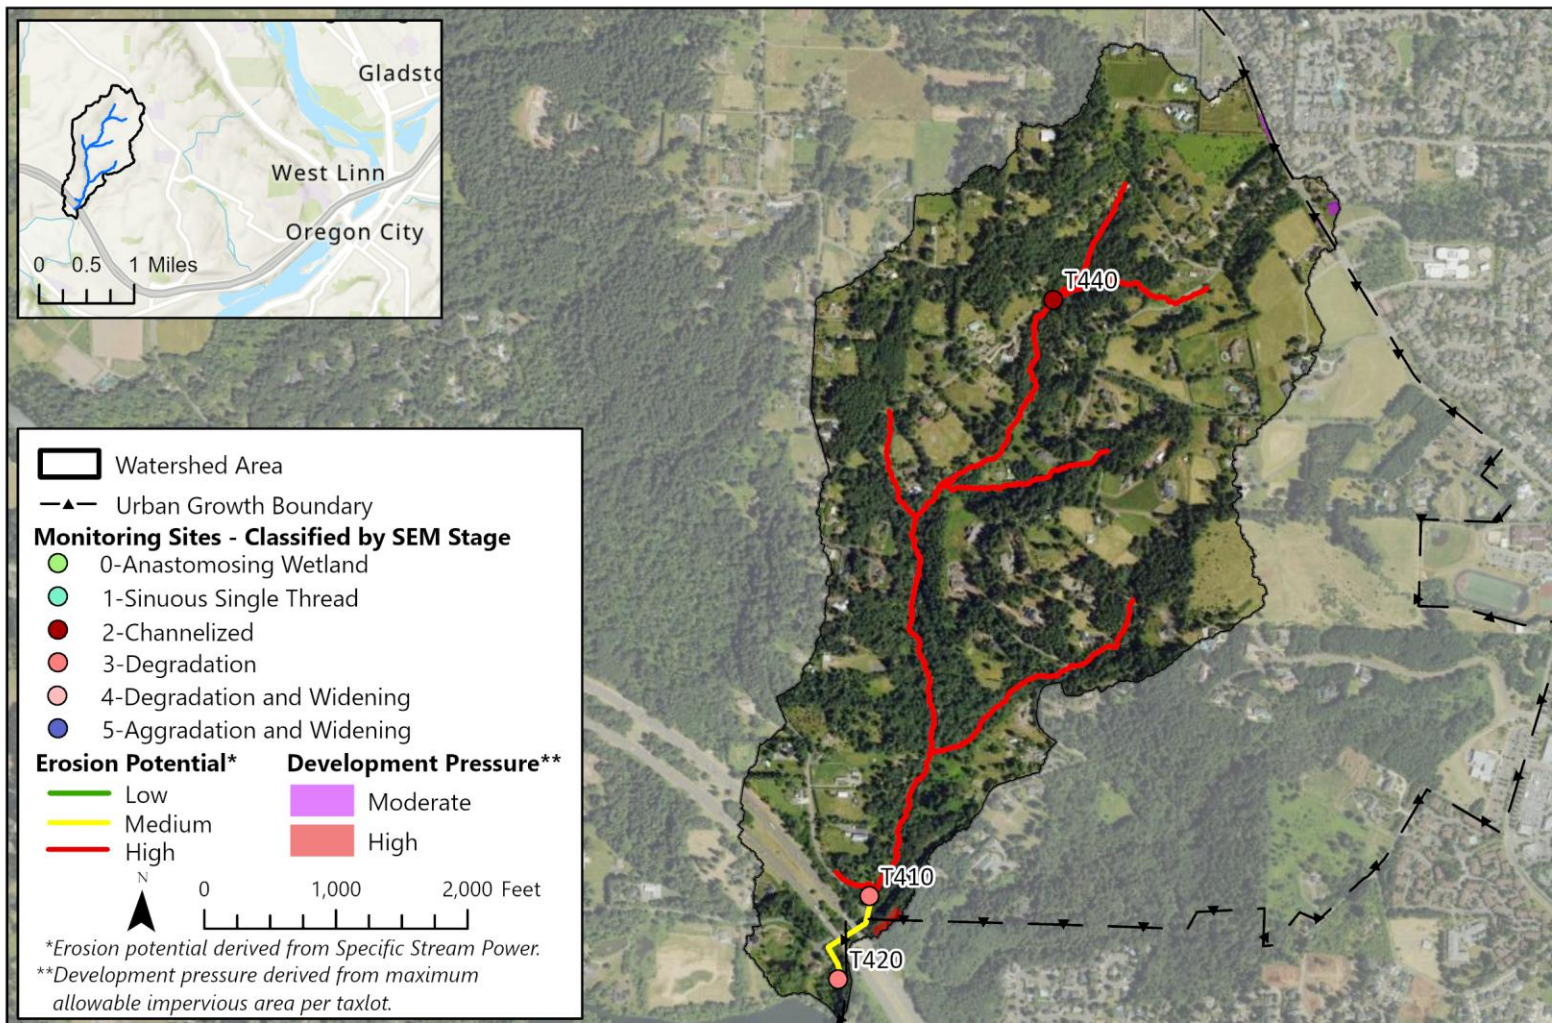 Gladsto
West Linn
Oregon City
0 0.5 1 Miles
T440
Watershed Area
Urban Growth Boundary
Monitoring Sites - Classified by SEM Stage
0-Anastomosing Wetland
1-Sinuous Single Thread
2-Channelized
3-Degradation
4-Degradation and Widening
5-Aggradation and Widening
Erosion Potential* Development Pressure**
Low
Medium
High
Moderate
High
N
0 1,000 2,000 Feet
*Erosion potential derived from Specific Stream Power.
**Development pressure derived from maximum
allowable impervious area per taxlot.
T410
T420